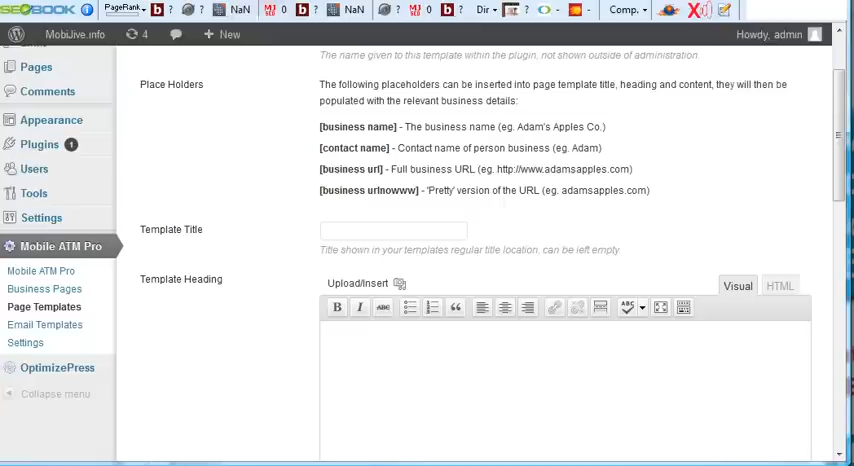 SEOBOOK PageRank ? NaN MJ SEO 0 NaN ? MJ SEO 0 ? Dir ? - - Comp.
MobiJive.info 4 + New Howdy, admin
The name given to this template within the plugin, not shown outside of administration.
Pages
Comments
Appearance
Plugins 1
Users
Tools
Settings
Mobile ATM Pro
Mobile ATM Pro
Business Pages
Page Templates
Email Templates
Settings
OptimizePress
Collapse menu
Place Holders
The following placeholders can be inserted into page template title, heading and content, they will then be
populated with the relevant business details:
[business name] - The business name (eg. Adam's Apples Co.)
[contact name] - Contact name of person business (eg. Adam)
[business url] - Full business URL (eg. http://www.adamsapples.com)
[business urlnowww] - 'Pretty' version of the URL (eg. adamsapples.com)
Template Title
Title shown in your templates regular title location, can be left empty.
Template Heading
Upload/Insert
Visual HTML
B I ABC ABC